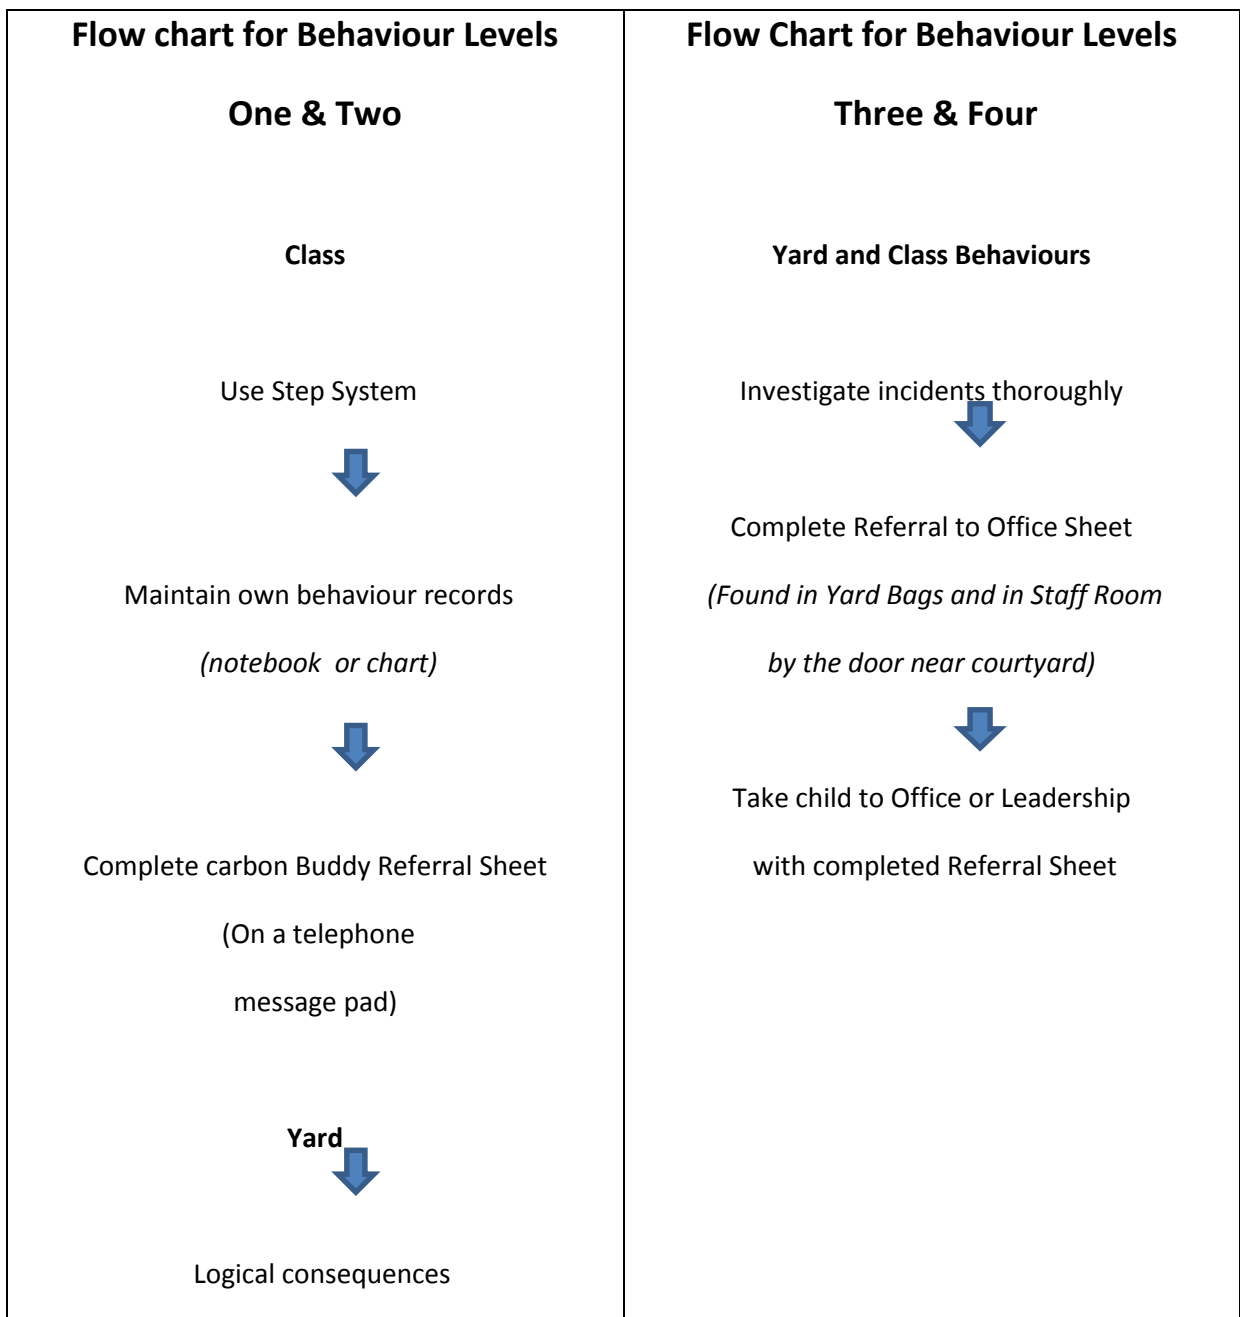 Flow chart for Behaviour Levels
One & Two
Class
Use Step System
Maintain own behaviour records
(notebook or chart)
Complete carbon Buddy Referral Sheet
(On a telephone
message pad)
Yard
Logical consequences
Flow Chart for Behaviour Levels
Three & Four
Yard and Class Behaviours
Investigate incidents thoroughly
Complete Referral to Office Sheet
(Found in Yard Bags and in Staff Room
by the door near courtyard)
Take child to Office or Leadership
with completed Referral Sheet